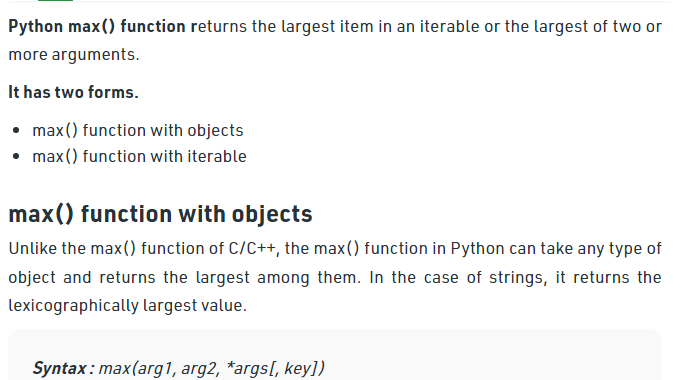 Python max() function returns the largest item in an iterable or the largest of two or
more arguments.
It has two forms.
max() function with objects
max() function with iterable
max() function with objects
Unlike the max() function of C/C++, the max() function in Python can take any type of
object and returns the largest among them. In the case of strings, it returns the
lexicographically largest value.
Syntax : max(arg1, arg2, *args[, key])